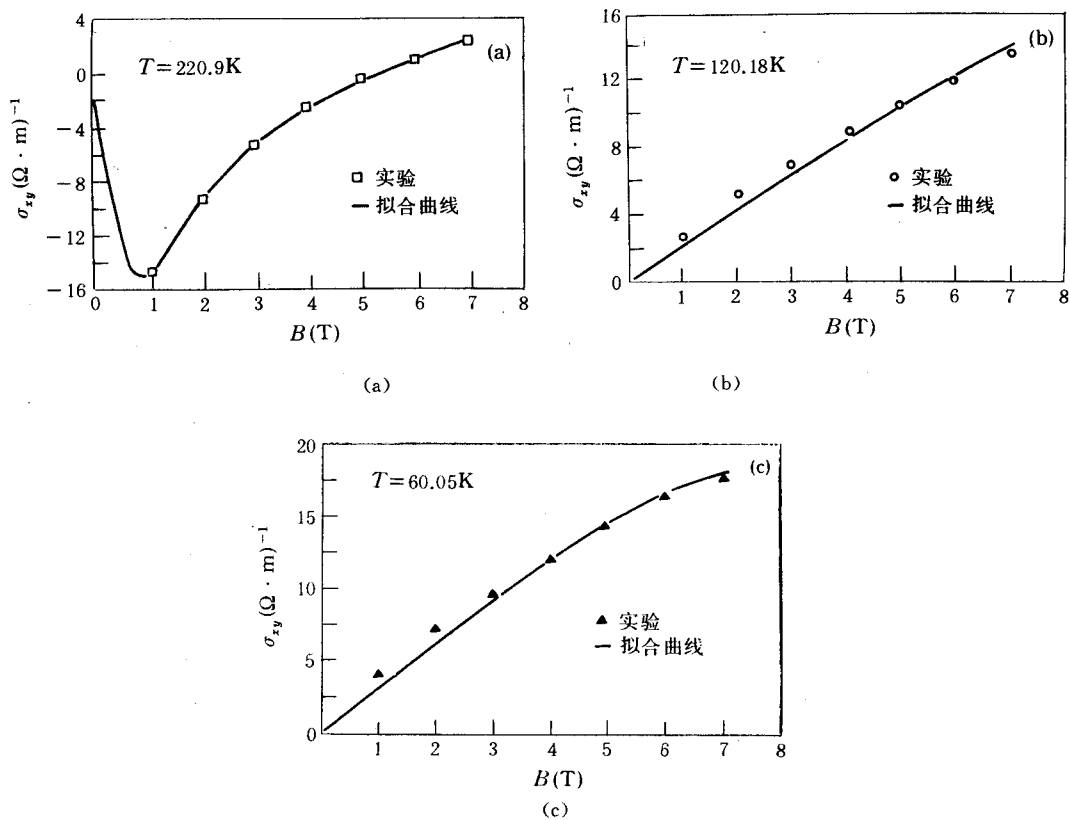 4
0
−4
−8
−12
−16
σxy(Ω · m)−1
T=220.9K
(a)
实验
拟合曲线
0 1 2 3 4 5 6 7 8
B(T)
(a)
16
12
8
4
0
σxy(Ω · m)−1
T=120.18K
(b)
实验
拟合曲线
1 2 3 4 5 6 7 8
B(T)
(b)
20
15
10
5
0
σxy(Ω · m)−1
T=60.05K
(c)
实验
拟合曲线
1 2 3 4 5 6 7 8
B(T)
(c)